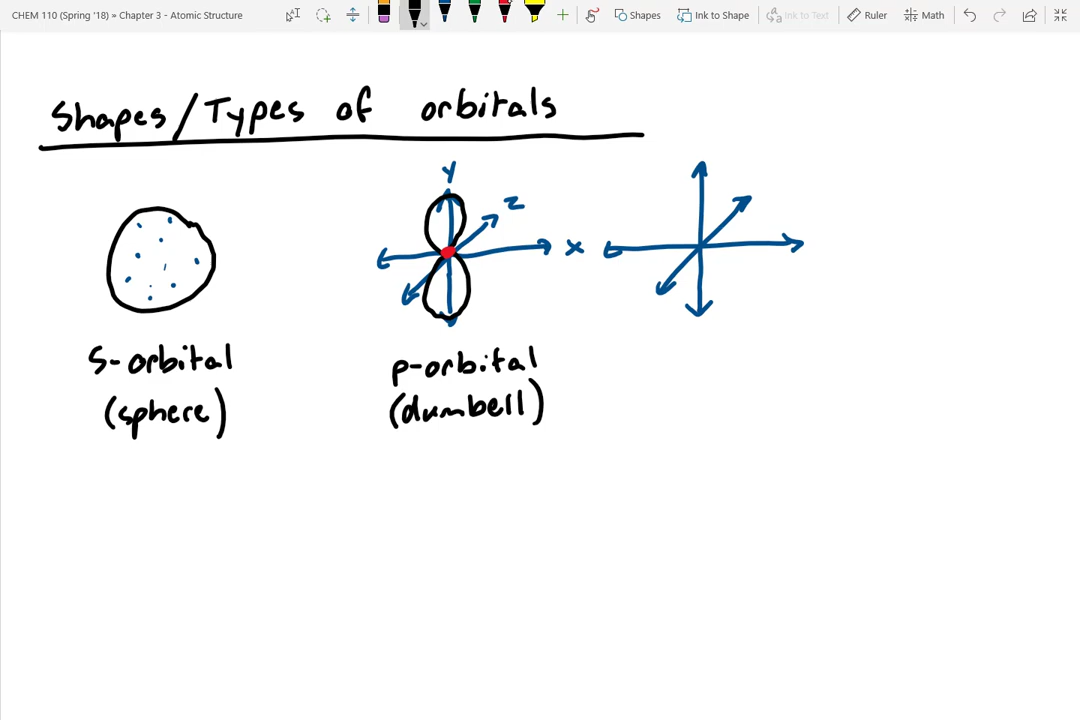 CHEM 110 (Spring '18) » Chapter 3 - Atomic Structure
Shapes
Ink to Shape
Ink to Text
Ruler
Math
Shapes/Types of orbitals
Y
Z
X
S-orbital
(sphere)
p-orbital
(dumbell)